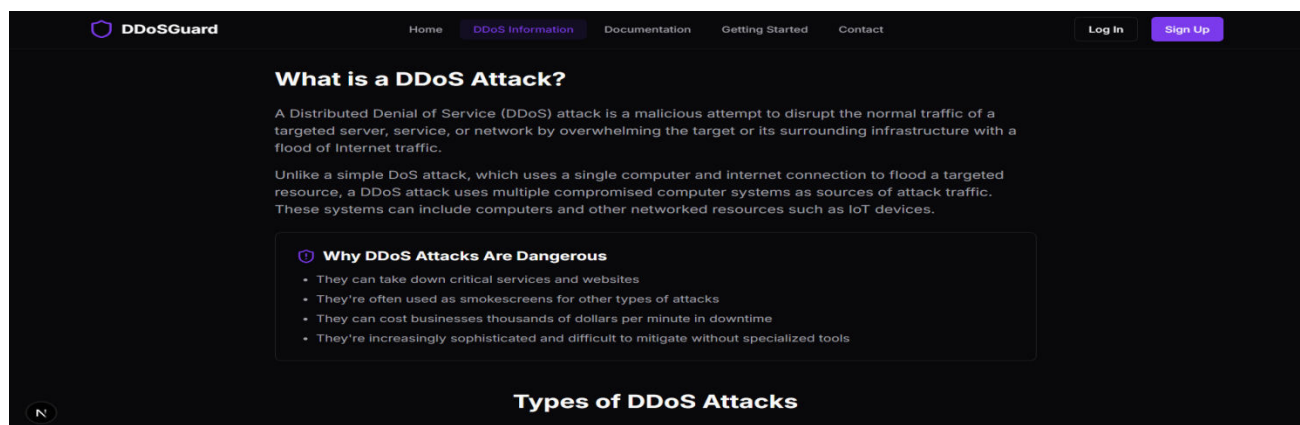 DDoSGuard
Home DDoS Information Documentation Getting Started Contact
Log In Sign Up
What is a DDoS Attack?
A Distributed Denial of Service (DDoS) attack is a malicious attempt to disrupt the normal traffic of a
targeted server, service, or network by overwhelming the target or its surrounding infrastructure with a
flood of Internet traffic.
Unlike a simple DoS attack, which uses a single computer and internet connection to flood a targeted
resource, a DDoS attack uses multiple compromised computer systems as sources of attack traffic.
These systems can include computers and other networked resources such as IoT devices.
Why DDoS Attacks Are Dangerous
• They can take down critical services and websites
• They're often used as smokescreens for other types of attacks
• They can cost businesses thousands of dollars per minute in downtime
• They're increasingly sophisticated and difficult to mitigate without specialized tools
Types of DDoS Attacks
N